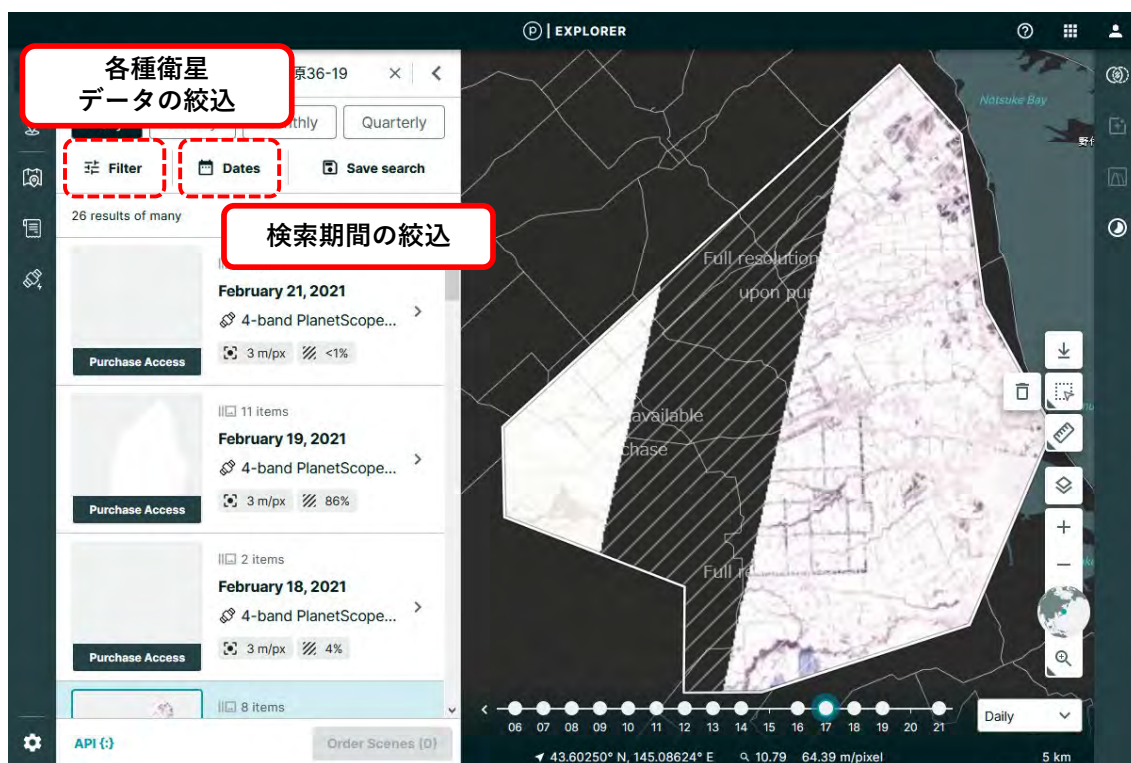 EXPLORER
各種衛星
データの絞込
原36-19
thly
Quarterly
Filter
Dates
Save search
26 results of many
検索期間の絞込
February 21, 2021
4-band PlanetScope...
3 m/px
<1%
Purchase Access
11 items
February 19, 2021
4-band PlanetScope...
3 m/px
86%
Purchase Access
2 items
February 18, 2021
4-band PlanetScope...
3 m/px
4%
Purchase Access
8 items
API {:}
Order Scenes (0)
Notsuke Bay
野付
Full resolution
upon pur
available
chase
Full re
06 07 08 09 10 11 12 13 14 15 16 17 18 19 20 21
Daily
43.60250° N, 145.08624° E
10.79
64.39 m/pixel
5 km